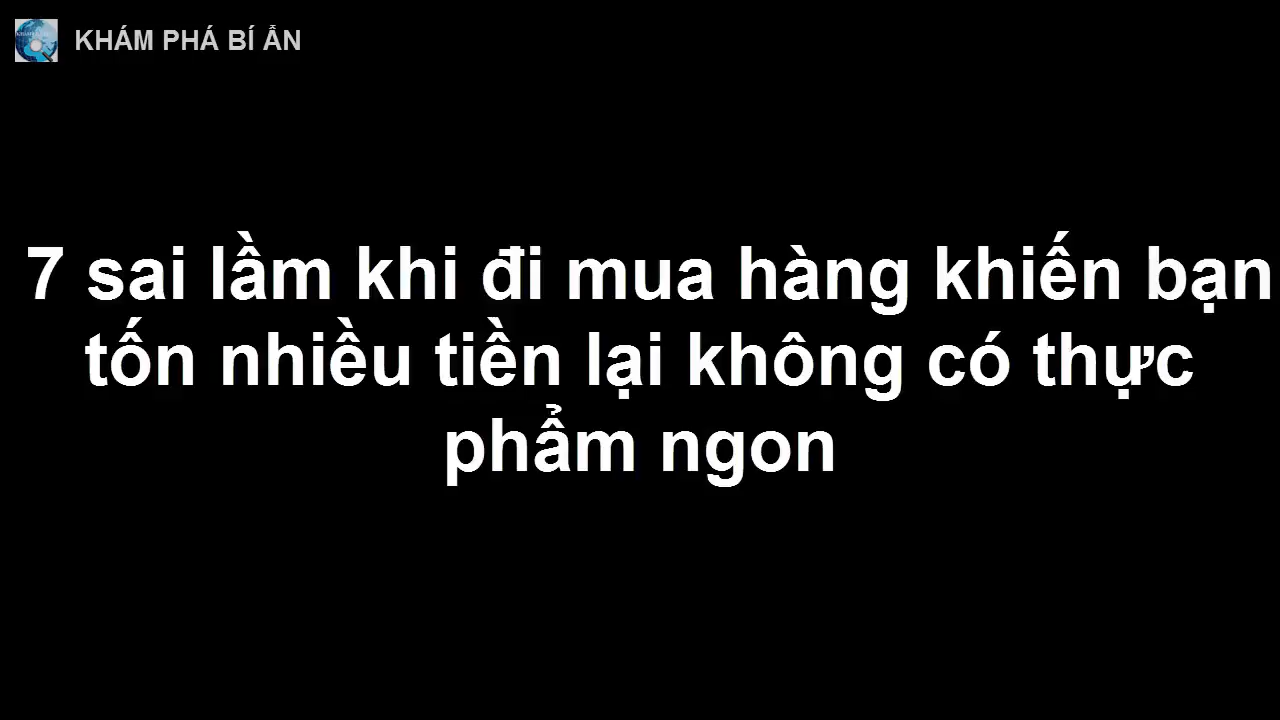 KHÁM PHÁ BÍ ẨN
7 sai lầm khi đi mua hàng khiến bạn
tốn nhiều tiền lại không có thực
phẩm ngon